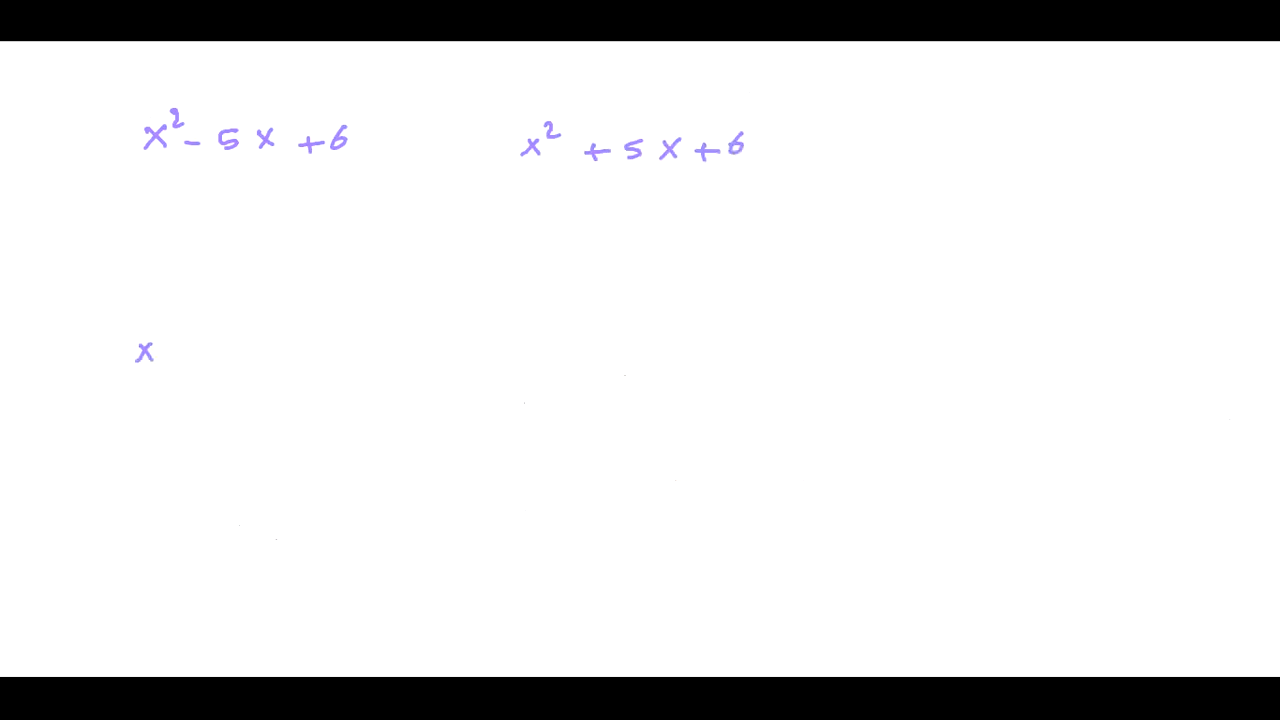 x² - 5x + 6    x² + 5x + 6
x